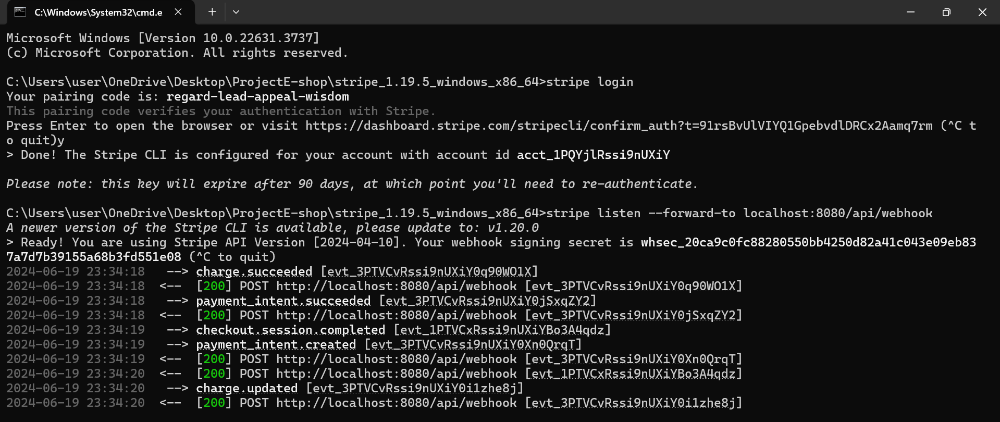 C:\Windows\System32\cmd.e
Microsoft Windows [Version 10.0.22631.3737]
(c) Microsoft Corporation. All rights reserved.
C:\Users\user\OneDrive\Desktop\ProjectE-shop\stripe_1.19.5_windows_x86_64>stripe login
Your pairing code is: regard-lead-appeal-wisdom
This pairing code verifies your authentication with Stripe.
Press Enter to open the browser or visit https://dashboard.stripe.com/stripecli/confirm_auth?t=91rsBvUlVIYQ1GpebvdlDRCx2Aamq7rm (^C t
o quit)y
> Done! The Stripe CLI is configured for your account with account id acct_1PQYjlRssi9nUXiY
Please note: this key will expire after 90 days, at which point you'll need to re-authenticate.
C:\Users\user\OneDrive\Desktop\ProjectE-shop\stripe_1.19.5_windows_x86_64>stripe listen --forward-to localhost:8080/api/webhook
A newer version of the Stripe CLI is available, please update to: v1.20.0
> Ready! You are using Stripe API Version [2024-04-10]. Your webhook signing secret is whsec_20ca9c0fc88280550bb4250d82a41c043e09eb83
7a7d7b39155a68b3fd551e08 (^C to quit)
2024-06-19 23:34:18   --> charge.succeeded [evt_3PTVCvRssi9nUXiY0q90WO1X]
2024-06-19 23:34:18  <--  [200] POST http://localhost:8080/api/webhook [evt_3PTVCvRssi9nUXiY0q90WO1X]
2024-06-19 23:34:18   --> payment_intent.succeeded [evt_3PTVCvRssi9nUXiY0jSxqZY2]
2024-06-19 23:34:18  <--  [200] POST http://localhost:8080/api/webhook [evt_3PTVCvRssi9nUXiY0jSxqZY2]
2024-06-19 23:34:19   --> checkout.session.completed [evt_1PTVCxRssi9nUXiYBo3A4qdz]
2024-06-19 23:34:19   --> payment_intent.created [evt_3PTVCvRssi9nUXiY0Xn0QrqT]
2024-06-19 23:34:19  <--  [200] POST http://localhost:8080/api/webhook [evt_3PTVCvRssi9nUXiY0Xn0QrqT]
2024-06-19 23:34:20  <--  [200] POST http://localhost:8080/api/webhook [evt_1PTVCxRssi9nUXiYBo3A4qdz]
2024-06-19 23:34:20   --> charge.updated [evt_3PTVCvRssi9nUXiY0i1zhe8j]
2024-06-19 23:34:20  <--  [200] POST http://localhost:8080/api/webhook [evt_3PTVCvRssi9nUXiY0i1zhe8j]